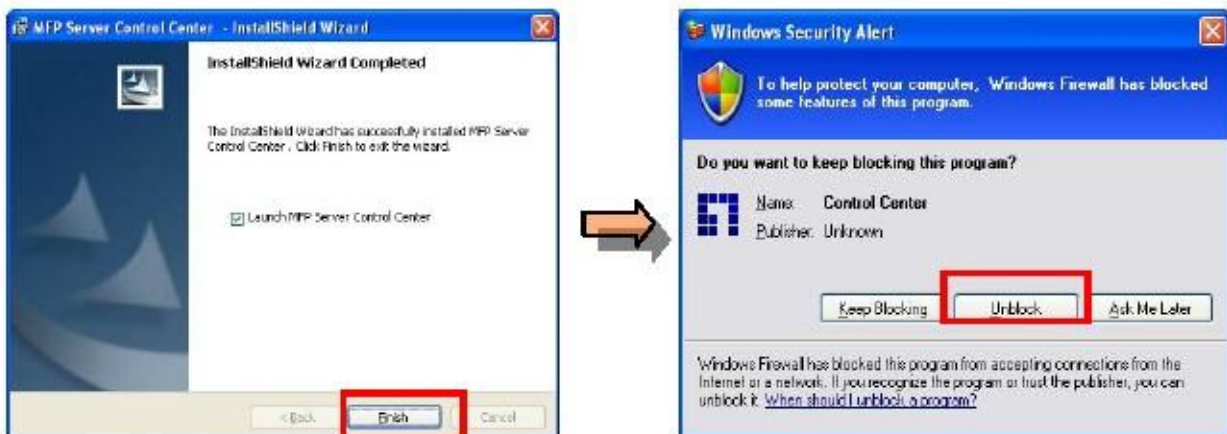 MFP Server Control Center - InstallShield Wizard
InstallShield Wizard Completed
The InstallShield Wizard has successfully installed MFP Server
Control Center . Click Finish to exit the wizard.
Launch MFP Server Control Center
< Back
Finish
Cancel
Windows Security Alert
To help protect your computer, Windows Firewall has blocked
some features of this program.
Do you want to keep blocking this program?
Name: Control Center
Publisher: Unknown
Keep Blocking
Unblock
Ask Me Later
Windows Firewall has blocked this program from accepting connections from the
Internet or a network. If you recognize the program or trust the publisher, you can
unblock it. When should I unblock a program?